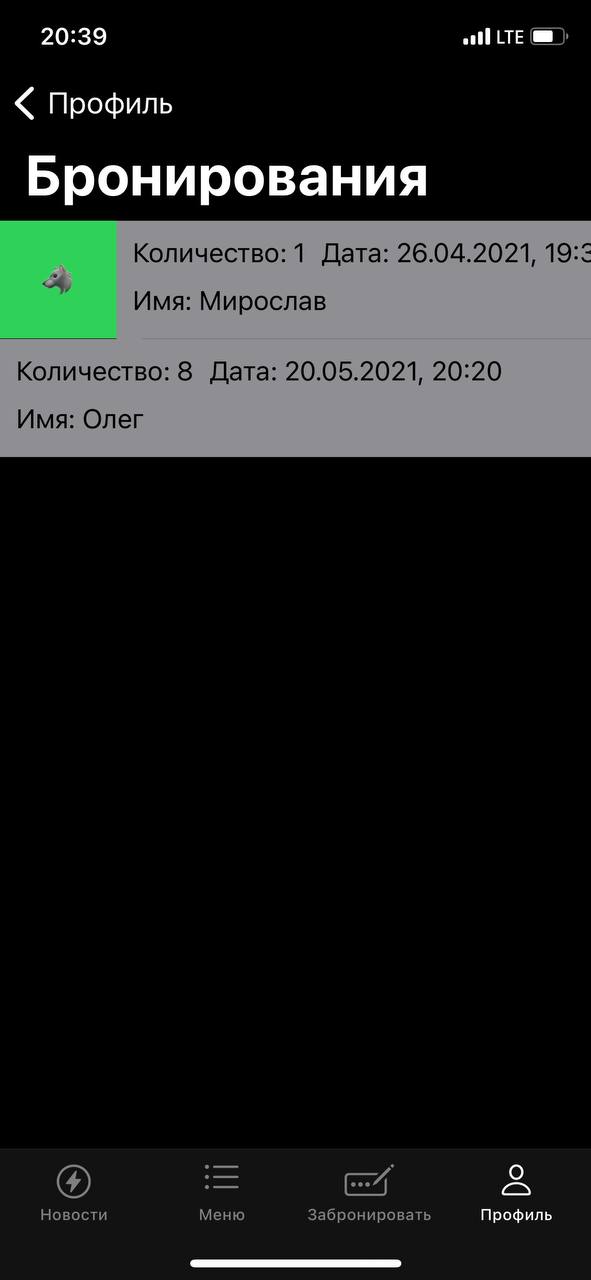 20:39
LTE
Профиль
Бронирования
Количество: 1 Дата: 26.04.2021, 19:3
Имя: Мирослав
Количество: 8 Дата: 20.05.2021, 20:20
Имя: Олег
Новости Меню Забронировать Профиль